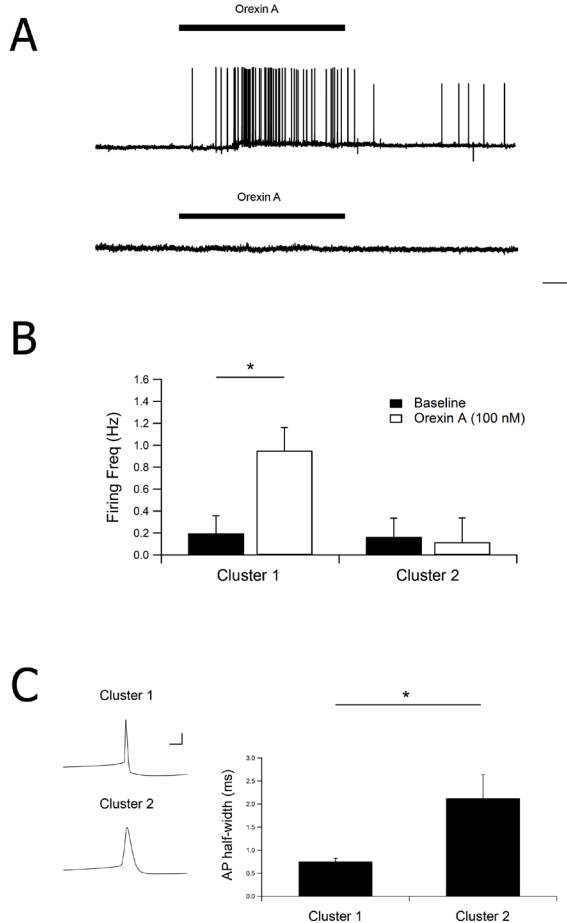 A
Orexin A
Orexin A
B
*
1.6
1.4
1.2
1.0
0.8
0.6
0.4
0.2
0.0
Firing Freq (Hz)
Baseline
Orexin A (100 nM)
Cluster 1
Cluster 2
C
Cluster 1
Cluster 2
*
3.0
2.5
2.0
1.5
1.0
0.5
0.0
AP half-width (ms)
Cluster 1
Cluster 2